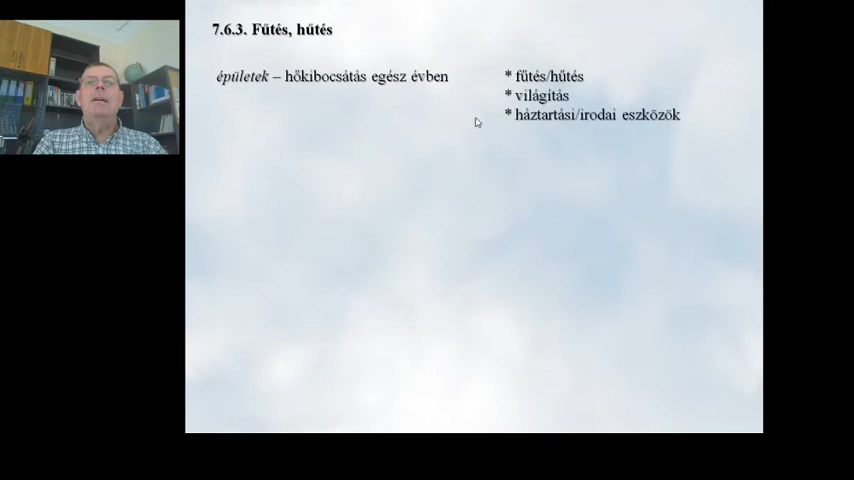 7.6.3. Fűtés, hűtés
épületek – hőkibocsátás egész évben
* fűtés/hűtés
* világítás
* háztartási/irodai eszközök